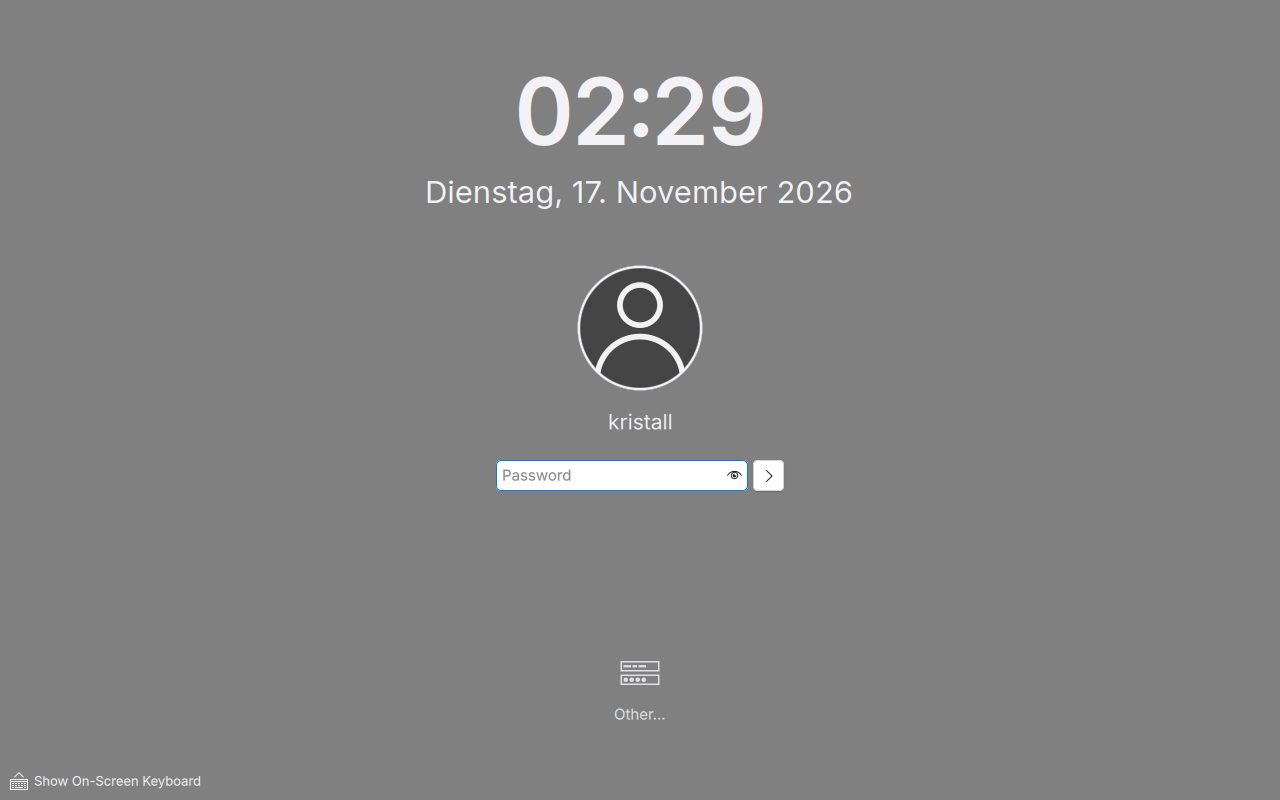 02:29
Dienstag, 17. November 2026
kristall
Password
Other...
Show On-Screen Keyboard